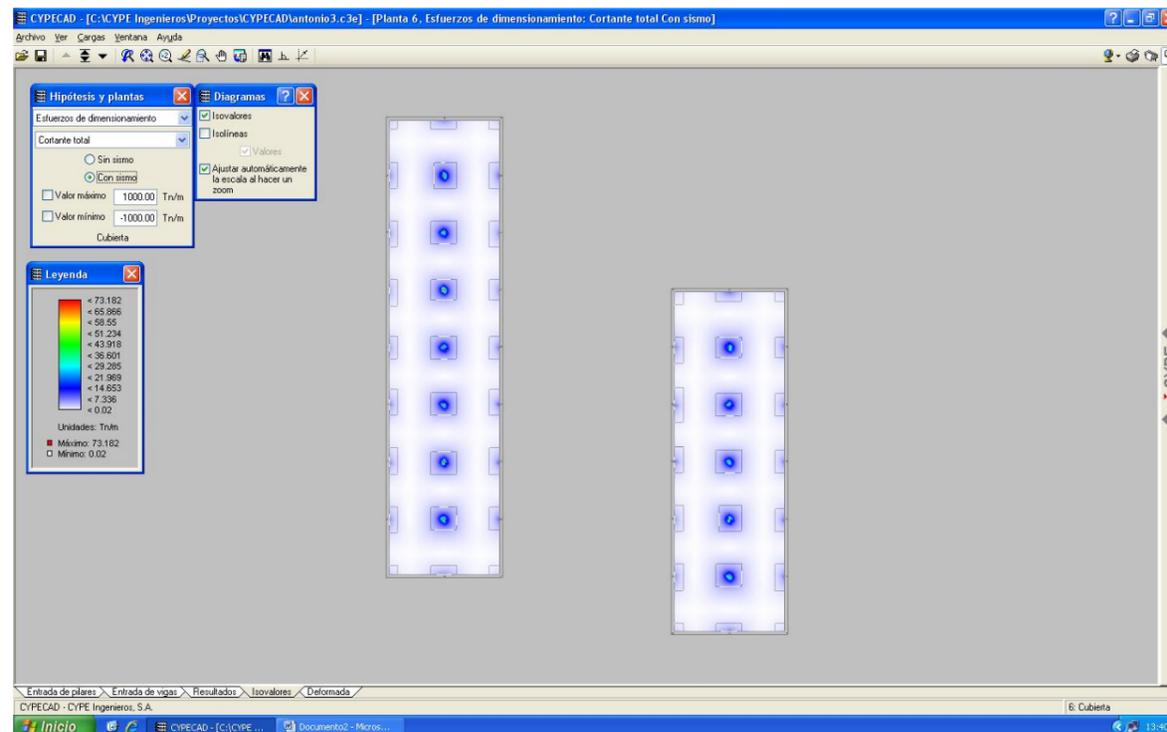 CYPECAD - [C:\CYPE Ingenieros\Proyectos\CYPECAD\antonio3.c3e] - [Planta 6, Esfuerzos de dimensionamiento: Cortante total Con sismo]
Archivo Ver Cargas Ventana Ayuda
Hipótesis y plantas
Esfuerzos de dimensionamiento
Cortante total
Sin sismo
Con sismo
Valor máximo 1000.00 Tn/m
Valor mínimo -1000.00 Tn/m
Cubierta
Diagramas
Isovalores
Isolíneas
Valores
Ajustar automáticamente
la escala al hacer un
zoom
Leyenda
< 73.182
< 65.866
< 58.55
< 51.234
< 43.918
< 36.601
< 29.285
< 21.969
< 14.653
< 7.336
< 0.02
Unidades: Tn/m
Máximo: 73.182
Mínimo: 0.02
Entrada de pilares Entrada de vigas Resultados Isovalores Deformada
CYPECAD - CYPE Ingenieros, S.A.
6: Cubierta
Inicio
CYPECAD - [C:\CYPE ...
Documento2 - Micros...
13:40